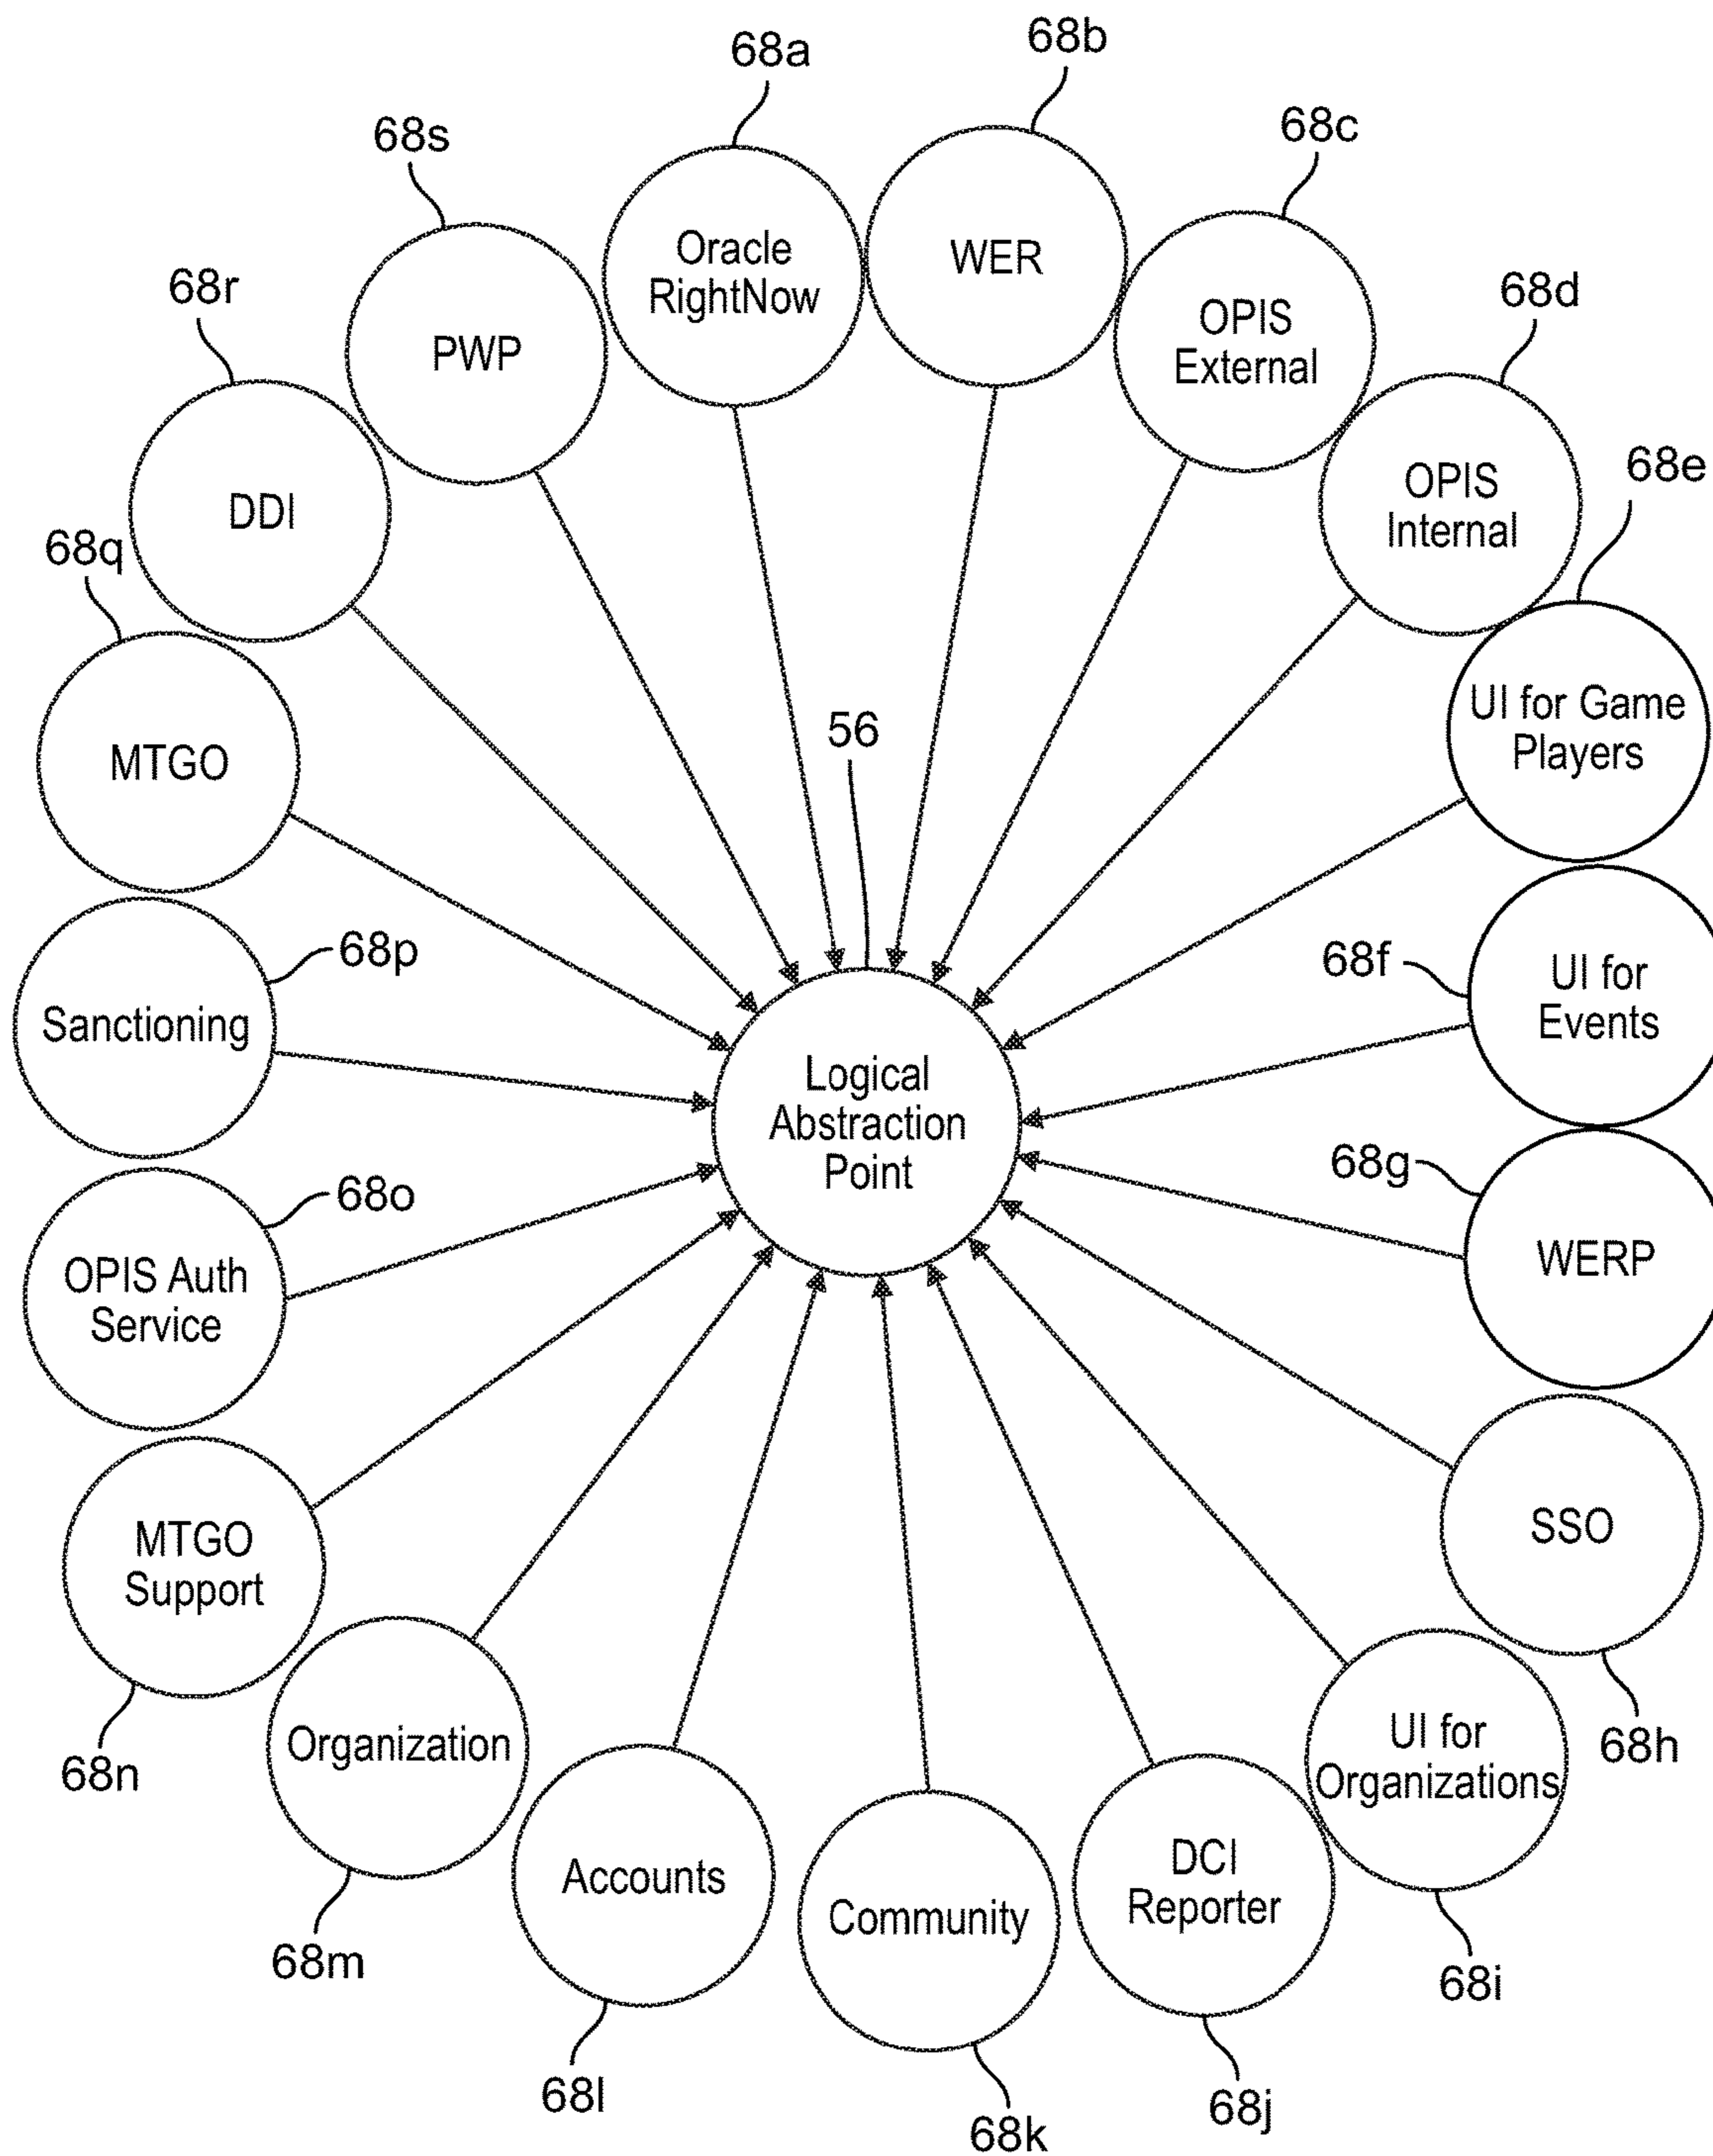 68a
Oracle
RightNow
68b
WER
68c
OPIS
External
68d
OPIS
Internal
68e
UI for Game
Players
68f
UI for
Events
68g
WERP
SSO
68h
UI for
Organizations
68i
DCI
Reporter
68j
Community
68k
Accounts
68l
Organization
68m
MTGO
Support
68n
68o
OPIS Auth
Service
68p
Sanctioning
68q
MTGO
68r
DDI
68s
PWP
56
Logical
Abstraction
Point